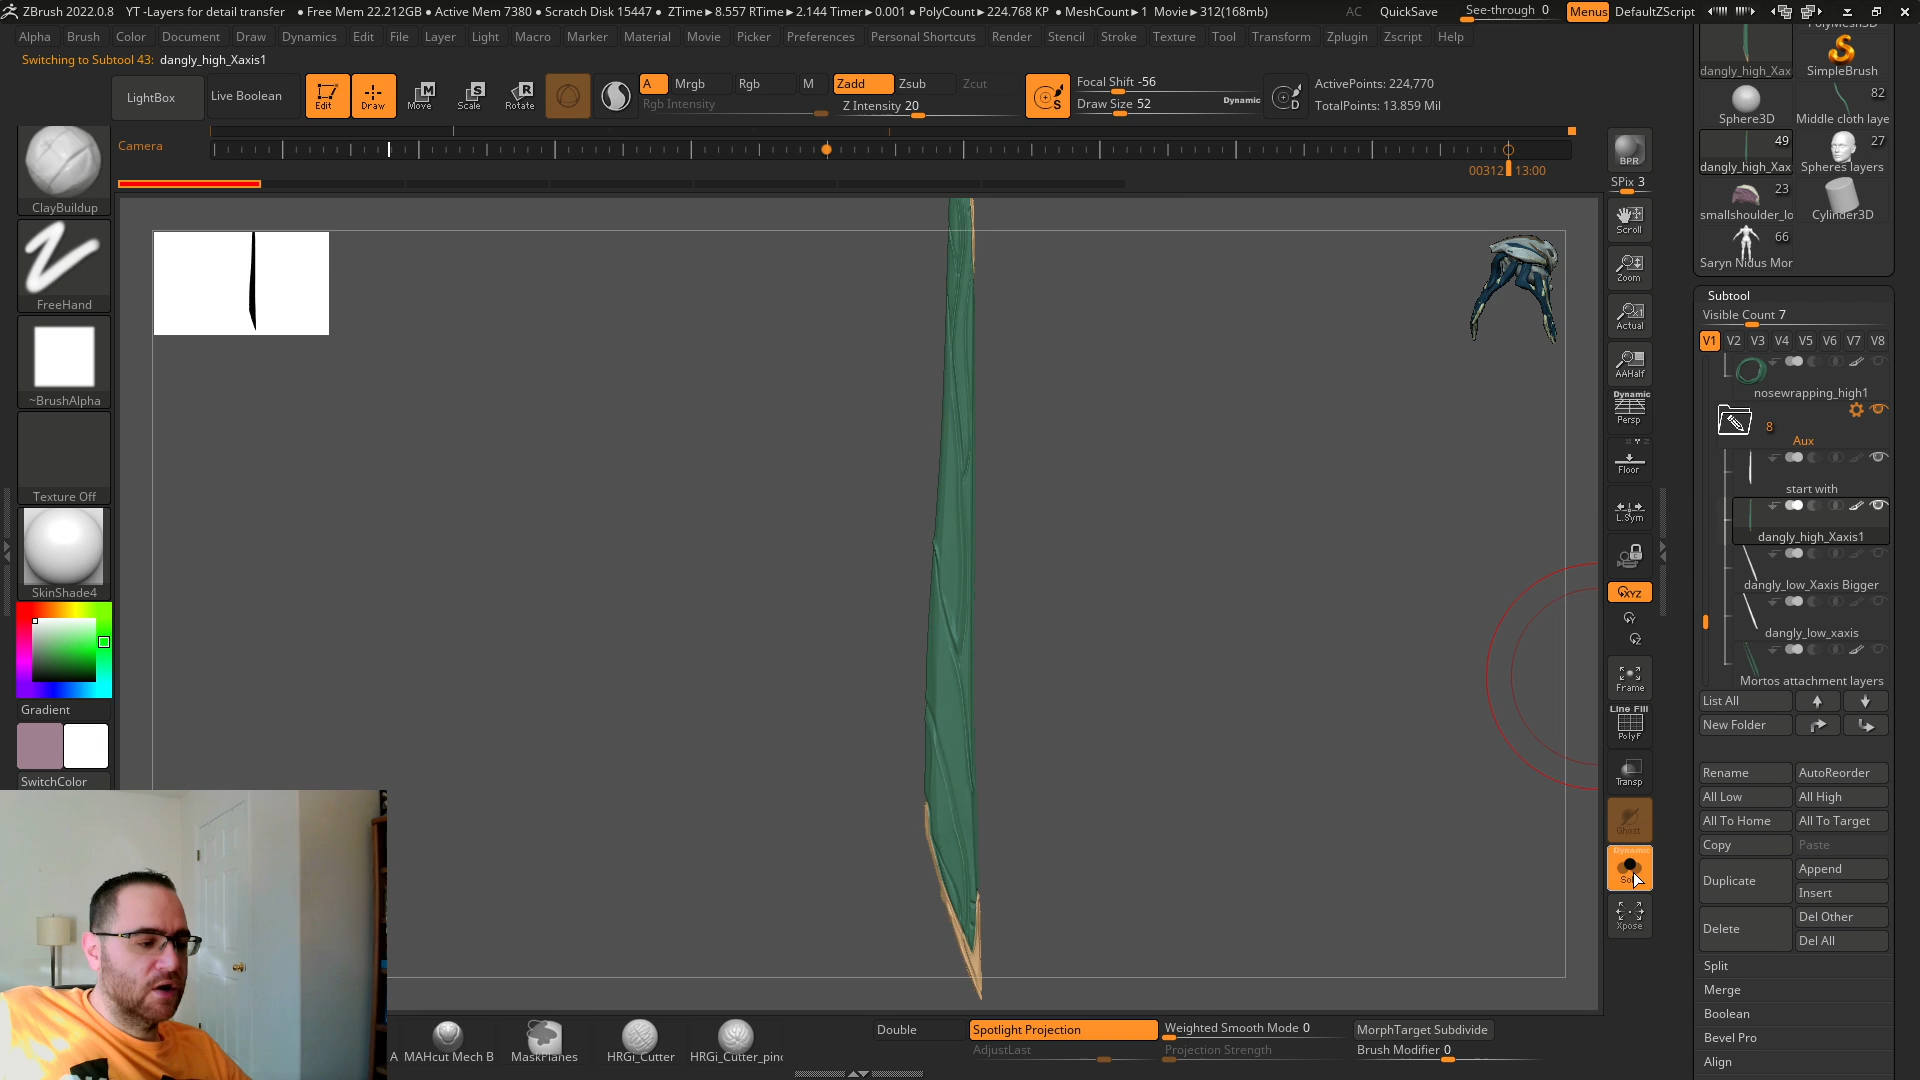 ZBrush 2022.0.8 YT -Layers for detail transfer ● Free Mem 22.212GB ● Active Mem 7380 ● Scratch Disk 15447 ● ZTime►8.557 RTime►2.144 Timer►0.001 ● PolyCount►224.768 KP ● MeshCount►1 Movie►312(168mb) AC QuickSave See-through 0 Menus DefaultZScript
Alpha Brush Color Document Draw Dynamics Edit File Layer Light Macro Marker Material Movie Picker Preferences Personal Shortcuts Render Stencil Stroke Texture Tool Transform Zplugin Zscript Help
Switching to Subtool 43: dangly_high_Xaxis1
LightBox
Live Boolean
Edit
Draw
Move
Scale
Rotate
A
Mrgb
Rgb
M
Zadd
Zsub
Zcut
Rgb Intensity
Z Intensity 20
S
Focal Shift -56
Draw Size 52
Dynamic
D
ActivePoints: 224,770
TotalPoints: 13.859 Mil
Camera
00312
13:00
ClayBuildup
FreeHand
~BrushAlpha
Texture Off
SkinShade4
Gradient
SwitchColor
BPR
SPix 3
Scroll
Zoom
Actual
AAHalf
Dynamic
Persp
Floor
L.Sym
XYZ
Y
Z
Frame
Line Fill
PolyF
Transp
Ghost
Dynamic
Xpose
dangly_high_Xax
SimpleBrush
Sphere3D
82
Middle cloth laye
49
dangly_high_Xax
27
Spheres layers
23
smallshoulder_lo
Cylinder3D
66
Saryn Nidus Mor
Subtool
Visible Count 7
V1 V2 V3 V4 V5 V6 V7 V8
nosewrapping_high1
8
Aux
start with
dangly_high_Xaxis1
dangly_low_Xaxis Bigger
dangly_low_xaxis
Mortos attachment layers
List All
New Folder
Rename AutoReorder
All Low All High
All To Home All To Target
Copy Paste
Duplicate
Append
Insert
Delete
Del Other
Del All
Split
Merge
Boolean
Bevel Pro
Align
A MAHcut Mech B
MaskPlanes
HRGi_Cutter
HRGi_Cutter_pinc
Double
Spotlight Projection
AdjustLast
Weighted Smooth Mode 0
Projection Strength
MorphTarget Subdivide
Brush Modifier 0